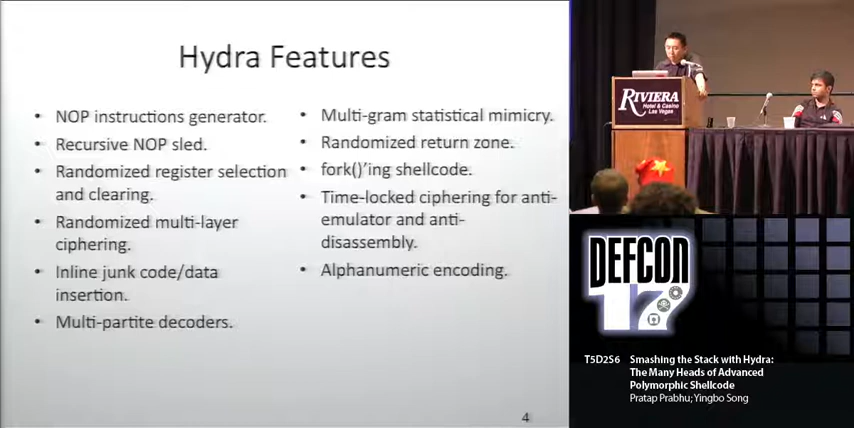 Hydra Features
• NOP instructions generator.
• Recursive NOP sled.
• Randomized register selection
and clearing.
• Randomized multi-layer
ciphering.
• Inline junk code/data
insertion.
• Multi-partite decoders.
• Multi-gram statistical mimicry.
• Randomized return zone.
• fork()'ing shellcode.
• Time-locked ciphering for anti-
emulator and anti-
disassembly.
• Alphanumeric encoding.
4
RIVIERA
Hotel & Casino
Las Vegas
DEFCON
17
T5D2S6 Smashing the Stack with Hydra:
The Many Heads of Advanced
Polymorphic Shellcode
Pratap Prabhu; Yingbo Song